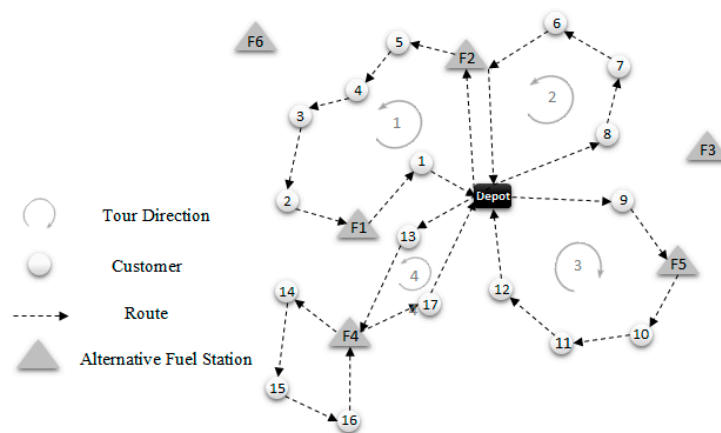 6
5
F2
F6
7
4
2
3
1
8
F3
1
Depot
9
2
Tour Direction
F1
13
F5
3
4
Customer
12
14
17
Route
F4
10
11
Alternative Fuel Station
15
16